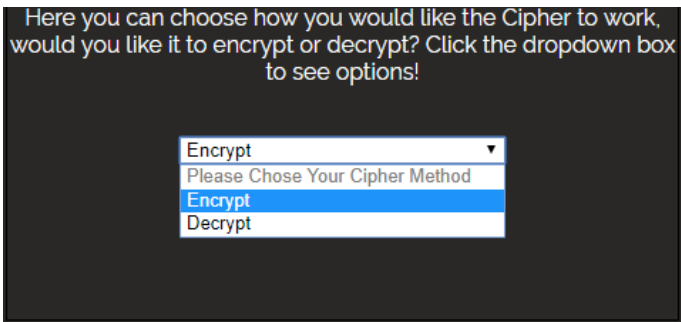 Here you can choose how you would like the Cipher to work,
would you like it to encrypt or decrypt? Click the dropdown box
to see options!
Encrypt
Please Chose Your Cipher Method
Encrypt
Decrypt